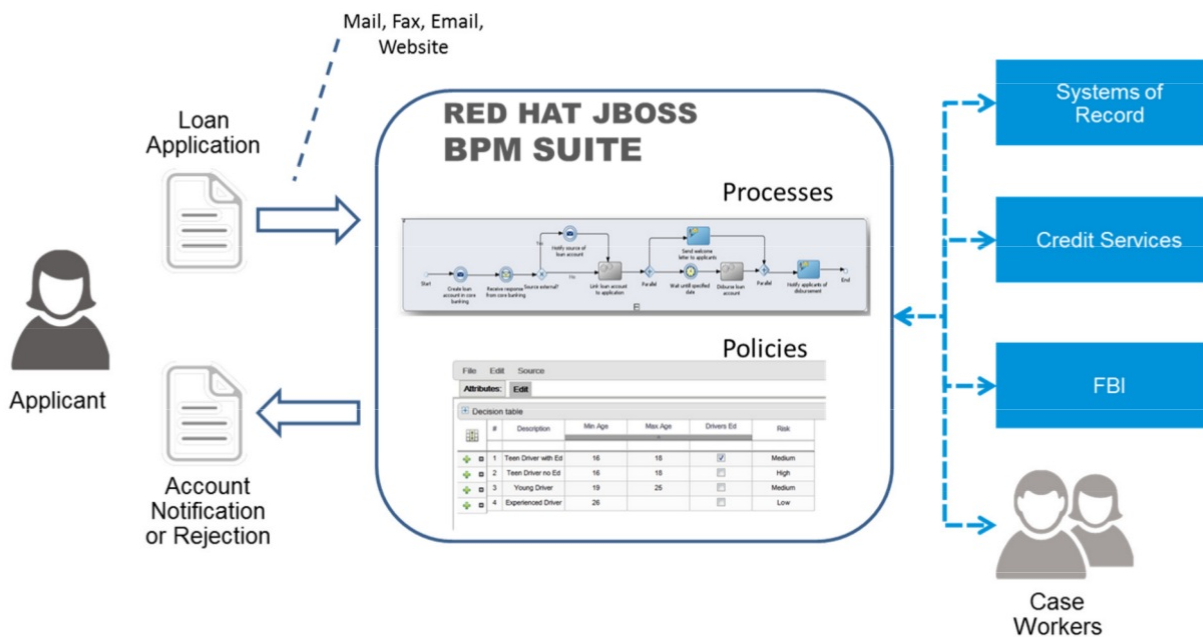 Mail, Fax, Email,
Website
Loan
Application
Applicant
Account
Notification
or Rejection
RED HAT JBOSS
BPM SUITE
Processes
Yes
Notify source of
loan account
Send welcome
letter to applicants
Start
Create loan
account in core
banking
Receive response
from core banking
Source external?
Yes
Link loan account
to application
Parallel
Wait until specified
date
Disburse loan
account
Parallel
Notify applicants of
disbursement
End
Policies
File Edit Source
Attributes: Edit
Decision table
# Description Min Age Max Age Drivers Ed Risk
1 Teen Driver with Ed 16 18 Medium
2 Teen Driver no Ed 16 18 High
3 Young Driver 19 25 Medium
4 Experienced Driver 26 Low
Systems of
Record
Credit Services
FBI
Case
Workers